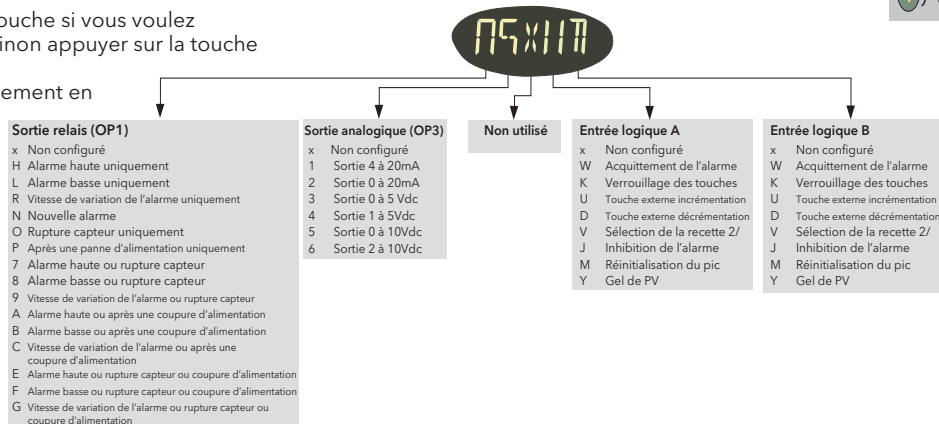 ouche si vous voulez
inon appuyer sur la touche
ement en
Sortie relais (OP1)
x Non configuré
H Alarme haute uniquement
L Alarme basse uniquement
R Vitesse de variation de l'alarme uniquement
N Nouvelle alarme
O Rupture capteur uniquement
P Après une panne d'alimentation uniquement
7 Alarme haute ou rupture capteur
8 Alarme basse ou rupture capteur
9 Vitesse de variation de l'alarme ou rupture capteur
A Alarme haute ou après une coupure d'alimentation
B Alarme basse ou après une coupure d'alimentation
C Vitesse de variation de l'alarme ou après une
coupure d'alimentation
E Alarme haute ou rupture capteur ou coupure d'alimentation
F Alarme basse ou rupture capteur ou coupure d'alimentation
G Vitesse de variation de l'alarme ou rupture capteur ou
coupure d'alimentation
Sortie analogique (OP3)
x Non configuré
1 Sortie 4 à 20mA
2 Sortie 0 à 20mA
3 Sortie 0 à 5 Vdc
4 Sortie 1 à 5Vdc
5 Sortie 0 à 10Vdc
6 Sortie 2 à 10Vdc
Non utilisé
Entrée logique A
x Non configuré
W Acquittement de l'alarme
K Verrouillage des touches
U Touche externe incrémentation
D Touche externe décrémentation
V Sélection de la recette 2/
J Inhibition de l'alarme
M Réinitialisation du pic
Y Gel de PV
Entrée logique B
x Non configuré
W Acquittement de l'alarme
K Verrouillage des touches
U Touche externe incrémentation
D Touche externe décrémentation
V Sélection de la recette 2/
J Inhibition de l'alarme
M Réinitialisation du pic
Y Gel de PV